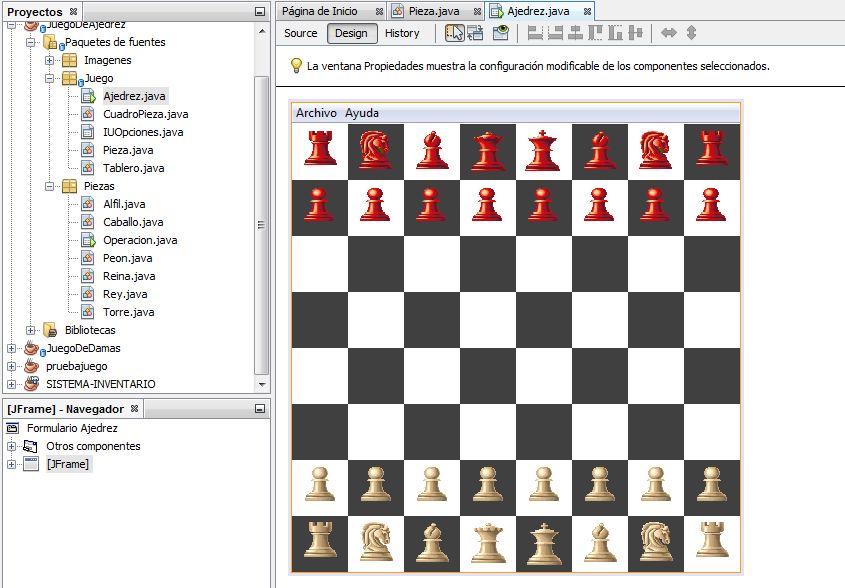 Proyectos
JuegoDeAjedrez
Paquetes de fuentes
Imagenes
Juego
Ajedrez.java
CuadroPieza.java
IUOpciones.java
Pieza.java
Tablero.java
Piezas
Alfil.java
Caballo.java
Operacion.java
Peon.java
Reina.java
Rey.java
Torre.java
Bibliotecas
JuegoDeDamas
pruebajuego
SISTEMA-INVENTARIO
[JFrame] - Navegador
Formulario Ajedrez
Otros componentes
[JFrame]
Página de Inicio Pieza.java Ajedrez.java
Source Design History
La ventana Propiedades muestra la configuración modificable de los componentes seleccionados.
Archivo Ayuda